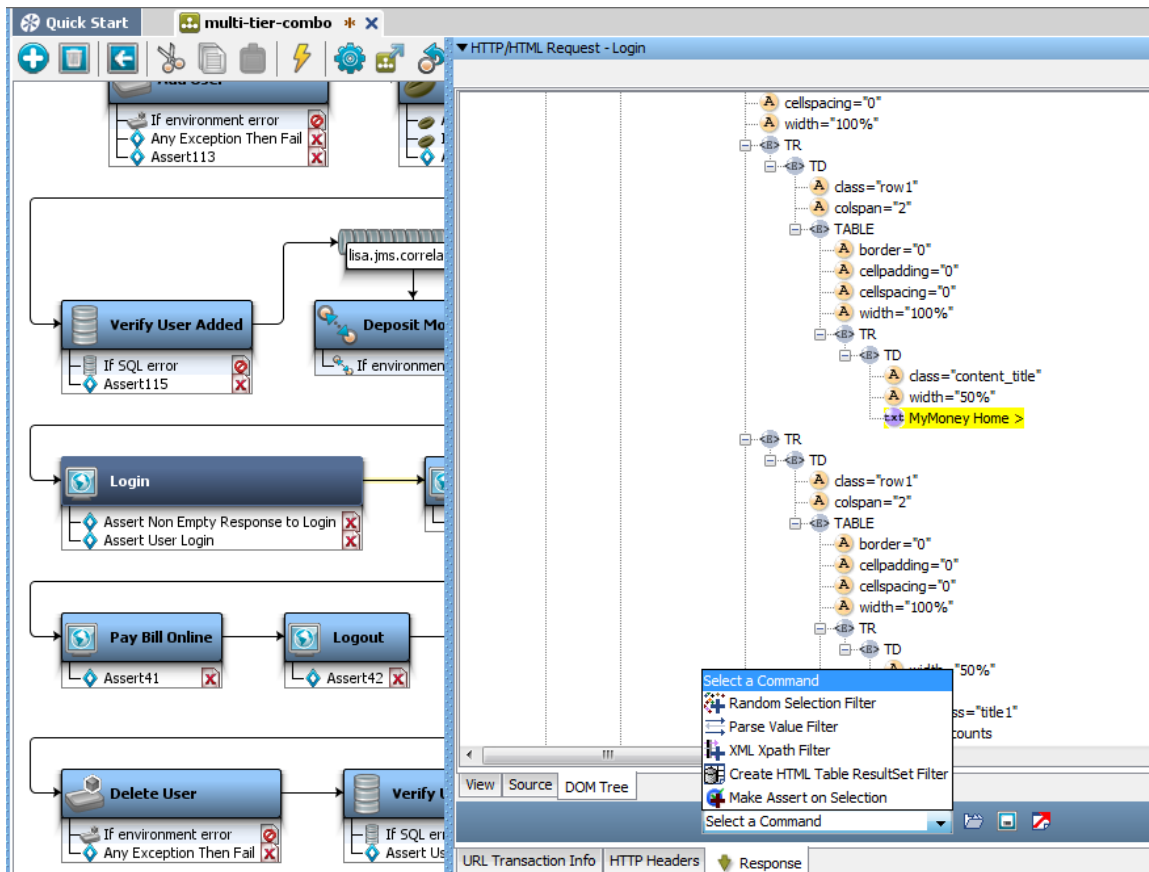 Quick Start
multi-tier-combo
HTTP/HTML Request - Login
If environment error
Any Exception Then Fail
Assert113
lisa.jms.correla
Verify User Added
If SQL error
Assert115
Deposit Mo
If environmen
Login
Assert Non Empty Response to Login
Assert User Login
Pay Bill Online
Assert41
Logout
Assert42
Delete User
If environment error
Any Exception Then Fail
Verify U
If SQL err
Assert Us
A cellspacing="0"
A width="100%"
<E> TR
<E> TD
A class="row1"
A colspan="2"
<E> TABLE
A border="0"
A cellpadding="0"
A cellspacing="0"
A width="100%"
<E> TR
<E> TD
A class="content_title"
A width="50%"
txt MyMoney Home >
<E> TR
<E> TD
A class="row1"
A colspan="2"
<E> TABLE
A border="0"
A cellpadding="0"
A cellspacing="0"
A width="100%"
<E> TR
<E> TD
"50%"
ss="title1"
counts
Select a Command
Random Selection Filter
Parse Value Filter
XML Xpath Filter
Create HTML Table ResultSet Filter
Make Assert on Selection
View Source DOM Tree
Select a Command
URL Transaction Info HTTP Headers Response